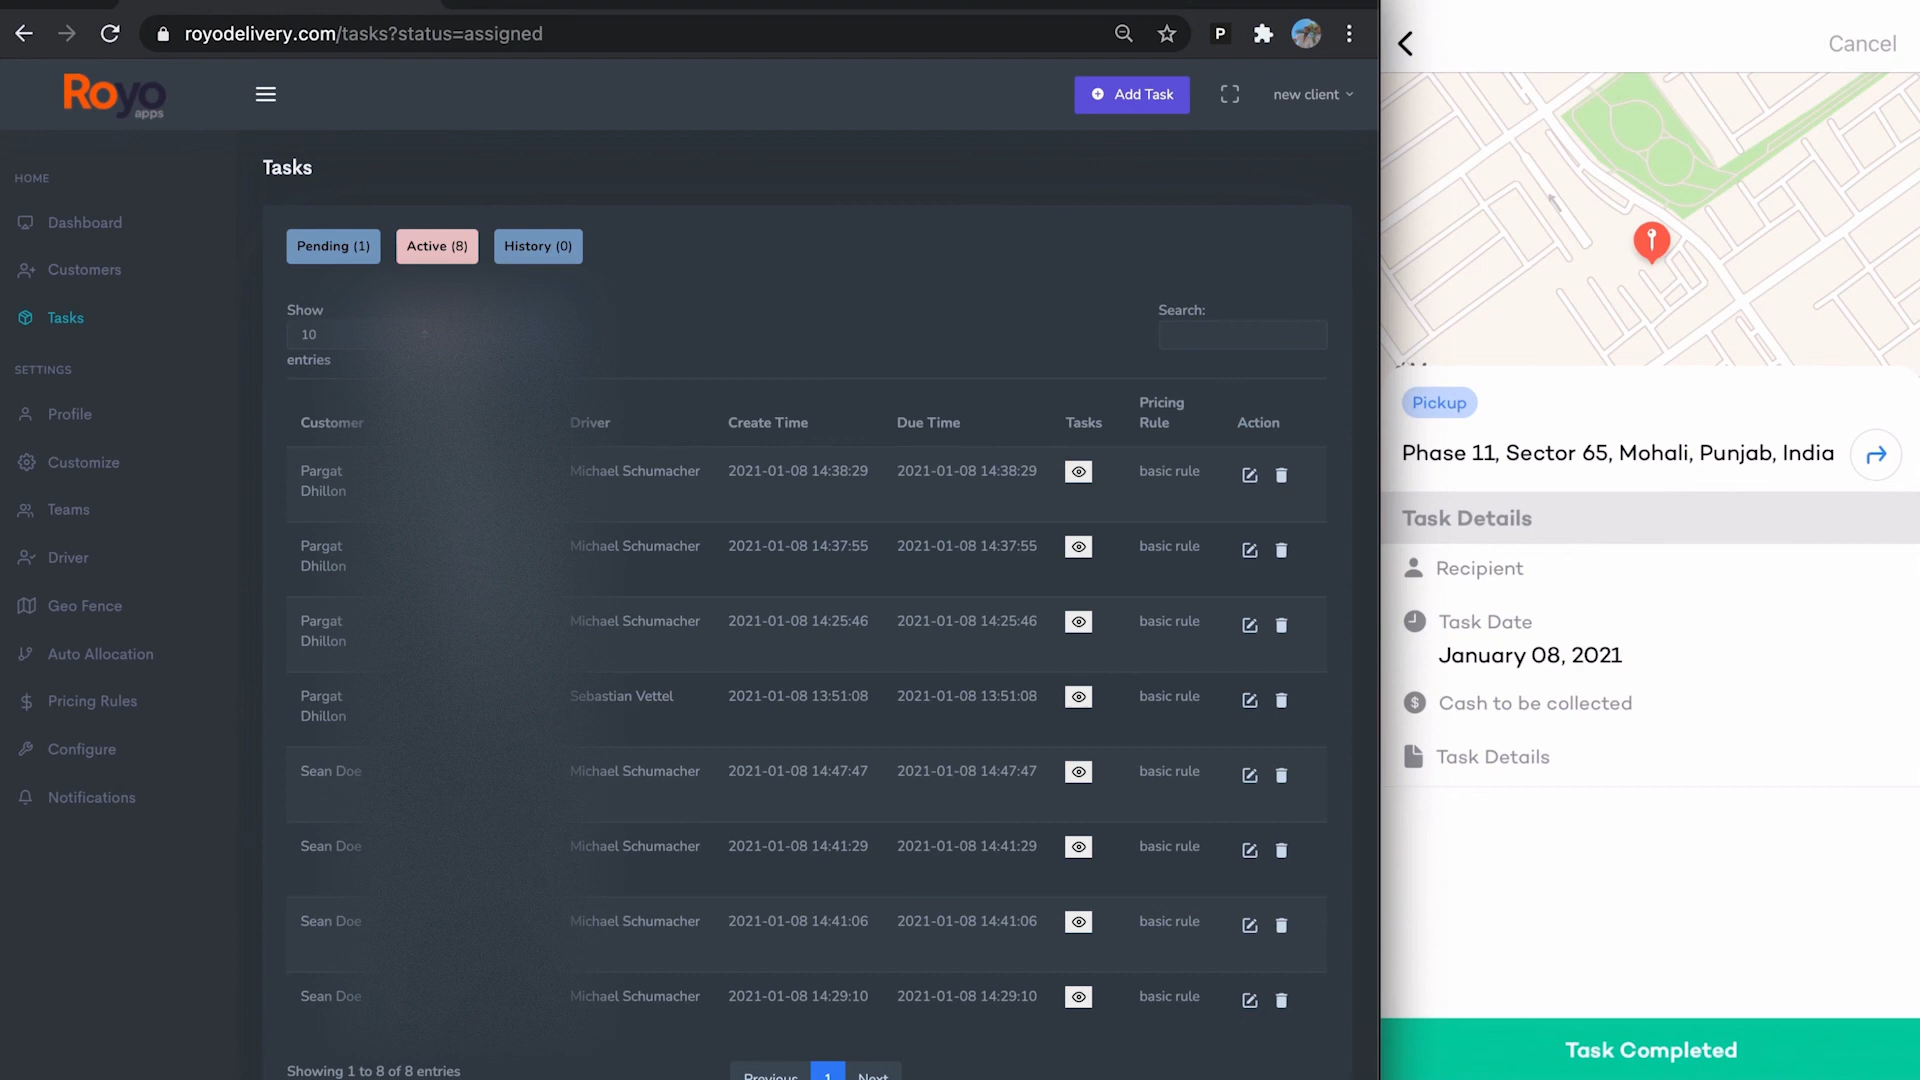 royodelivery.com/tasks?status=assigned
P
Royo
apps
Add Task
new client
HOME
Dashboard
Customers
Tasks
SETTINGS
Profile
Customize
Teams
Driver
Geo Fence
Auto Allocation
Pricing Rules
Configure
Notifications
Tasks
Pending (1) Active (8) History (0)
Show
10
entries
Search:
Customer Driver Create Time Due Time Tasks Pricing Rule Action
Pargat Dhillon Michael Schumacher 2021-01-08 14:38:29 2021-01-08 14:38:29 basic rule
Pargat Dhillon Michael Schumacher 2021-01-08 14:37:55 2021-01-08 14:37:55 basic rule
Pargat Dhillon Michael Schumacher 2021-01-08 14:25:46 2021-01-08 14:25:46 basic rule
Pargat Dhillon Sebastian Vettel 2021-01-08 13:51:08 2021-01-08 13:51:08 basic rule
Sean Doe Michael Schumacher 2021-01-08 14:47:47 2021-01-08 14:47:47 basic rule
Sean Doe Michael Schumacher 2021-01-08 14:41:29 2021-01-08 14:41:29 basic rule
Sean Doe Michael Schumacher 2021-01-08 14:41:06 2021-01-08 14:41:06 basic rule
Sean Doe Michael Schumacher 2021-01-08 14:29:10 2021-01-08 14:29:10 basic rule
Showing 1 to 8 of 8 entries
Previous 1 Next
Cancel
Pickup
Phase 11, Sector 65, Mohali, Punjab, India
Task Details
Recipient
Task Date
January 08, 2021
$ Cash to be collected
Task Details
Task Completed